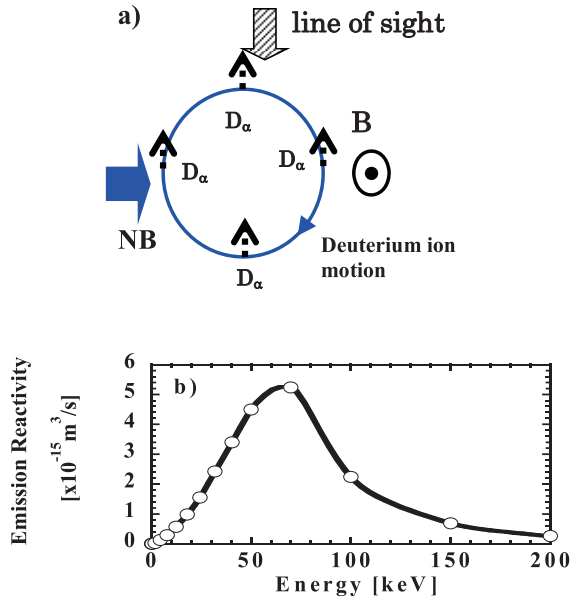 a)
line of sight
Dα
B
Dα
Dα
NB
Deuterium ion
motion
Dα
b)
Emission Reactivity
[x10⁻¹⁵ m³/s]
6
5
4
3
2
1
0
0 50 100 150 200
Energy [keV]